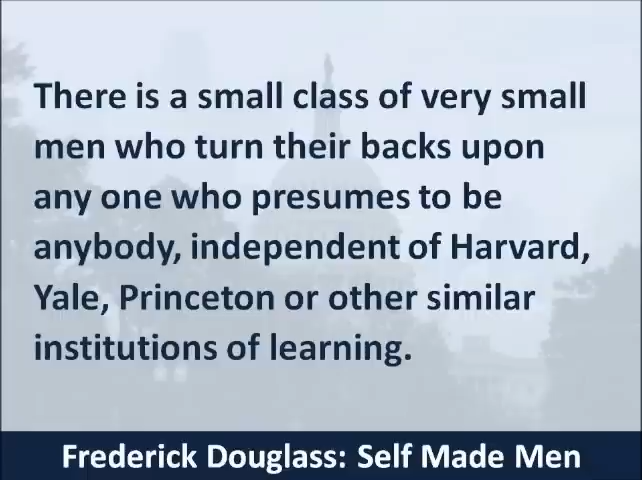 There is a small class of very small
men who turn their backs upon
any one who presumes to be
anybody, independent of Harvard,
Yale, Princeton or other similar
institutions of learning.
Frederick Douglass: Self Made Men